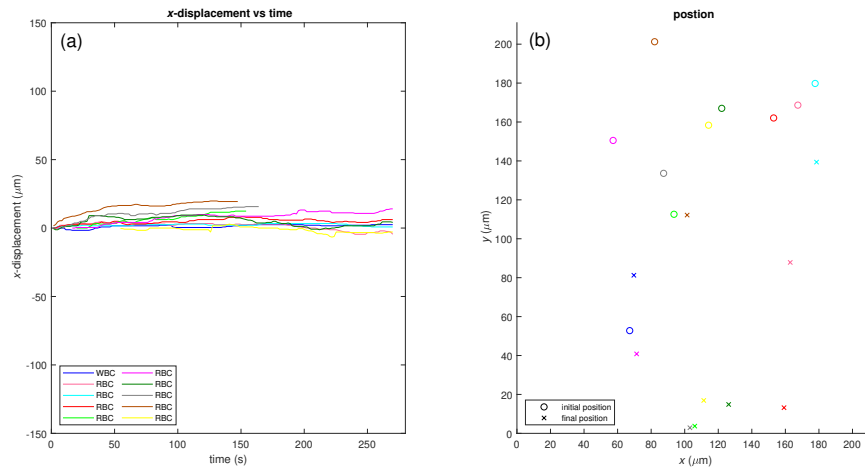 x-displacement vs time
(a)
150
100
50
0
-50
-100
-150
x-displacement (μm)
0 50 100 150 200 250
time (s)
WBC RBC
RBC RBC
RBC RBC
RBC RBC
RBC RBC
postion
(b)
200
180
160
140
120
100
80
60
40
20
0
y (μm)
0 20 40 60 80 100 120 140 160 180 200
x (μm)
initial position
final position